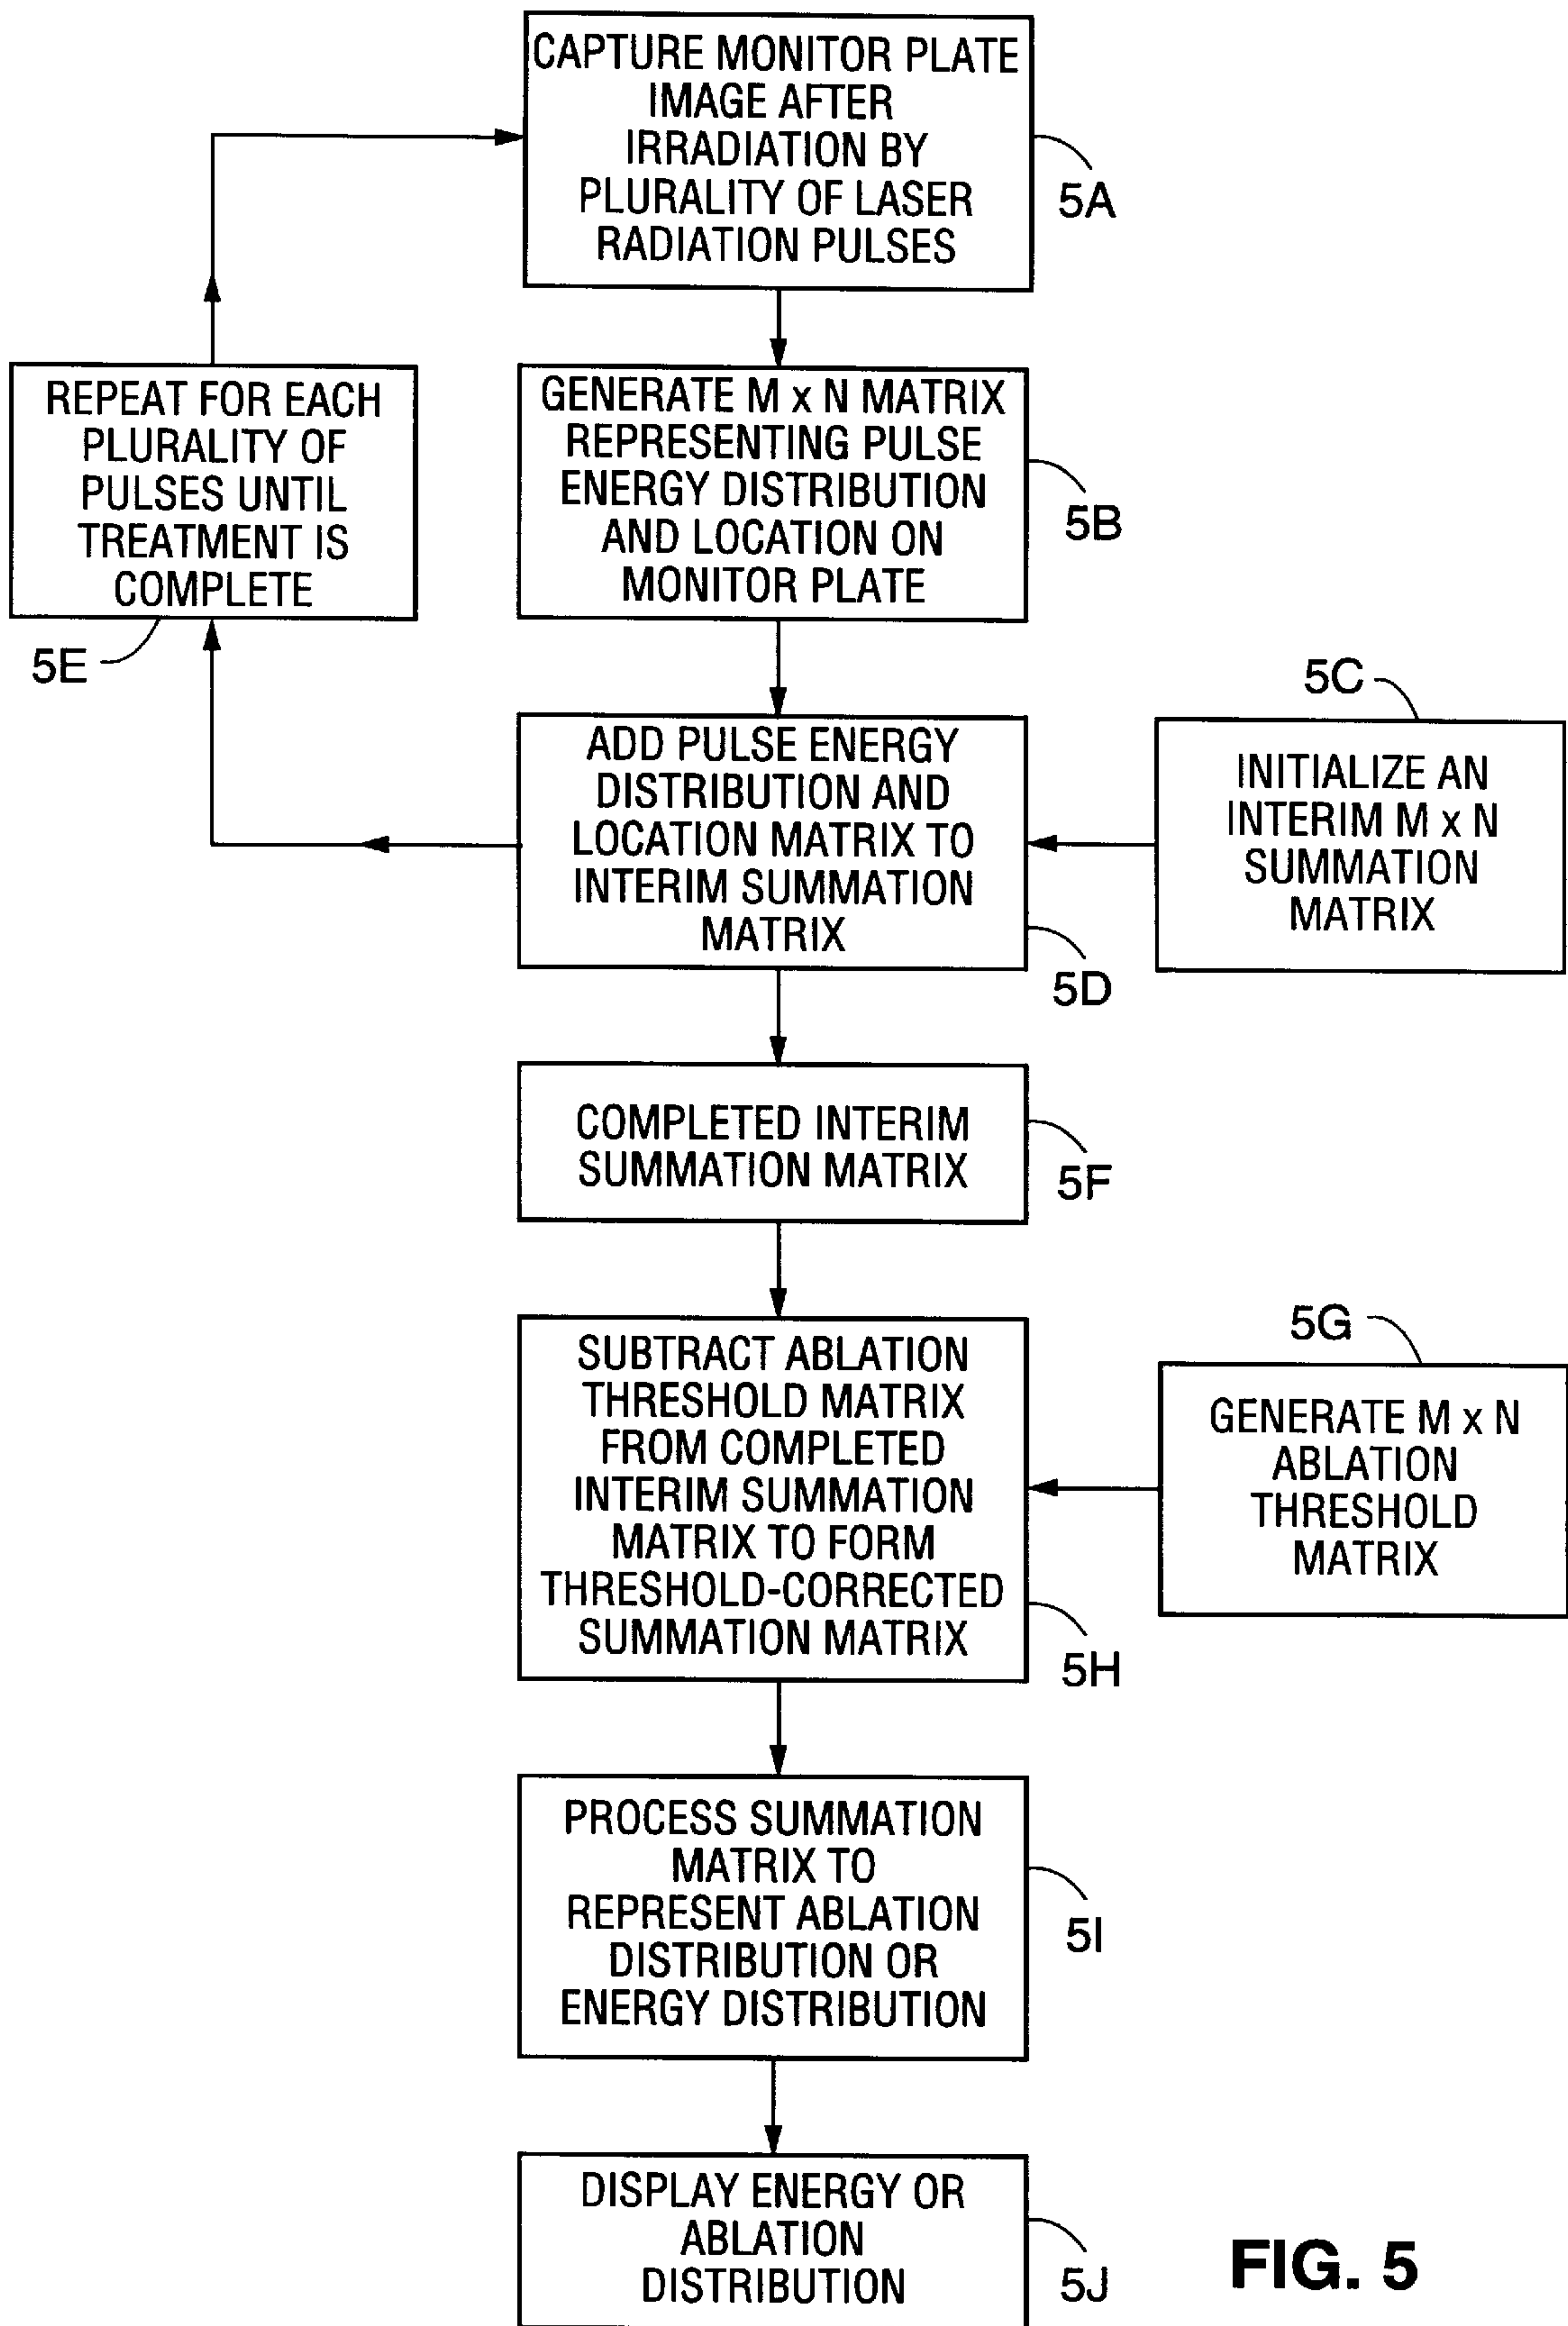 CAPTURE MONITOR PLATE
IMAGE AFTER
IRRADIATION BY
PLURALITY OF LASER
RADIATION PULSES
5A
REPEAT FOR EACH
PLURALITY OF
PULSES UNTIL
TREATMENT IS
COMPLETE
5E
GENERATE M x N MATRIX
REPRESENTING PULSE
ENERGY DISTRIBUTION
AND LOCATION ON
MONITOR PLATE
5B
5C
INITIALIZE AN
INTERIM M x N
SUMMATION
MATRIX
ADD PULSE ENERGY
DISTRIBUTION AND
LOCATION MATRIX TO
INTERIM SUMMATION
MATRIX
5D
COMPLETED INTERIM
SUMMATION MATRIX
5F
5G
GENERATE M x N
ABLATION
THRESHOLD
MATRIX
SUBTRACT ABLATION
THRESHOLD MATRIX
FROM COMPLETED
INTERIM SUMMATION
MATRIX TO FORM
THRESHOLD-CORRECTED
SUMMATION MATRIX
5H
PROCESS SUMMATION
MATRIX TO
REPRESENT ABLATION
DISTRIBUTION OR
ENERGY DISTRIBUTION
5I
DISPLAY ENERGY OR
ABLATION
DISTRIBUTION
5J
FIG. 5